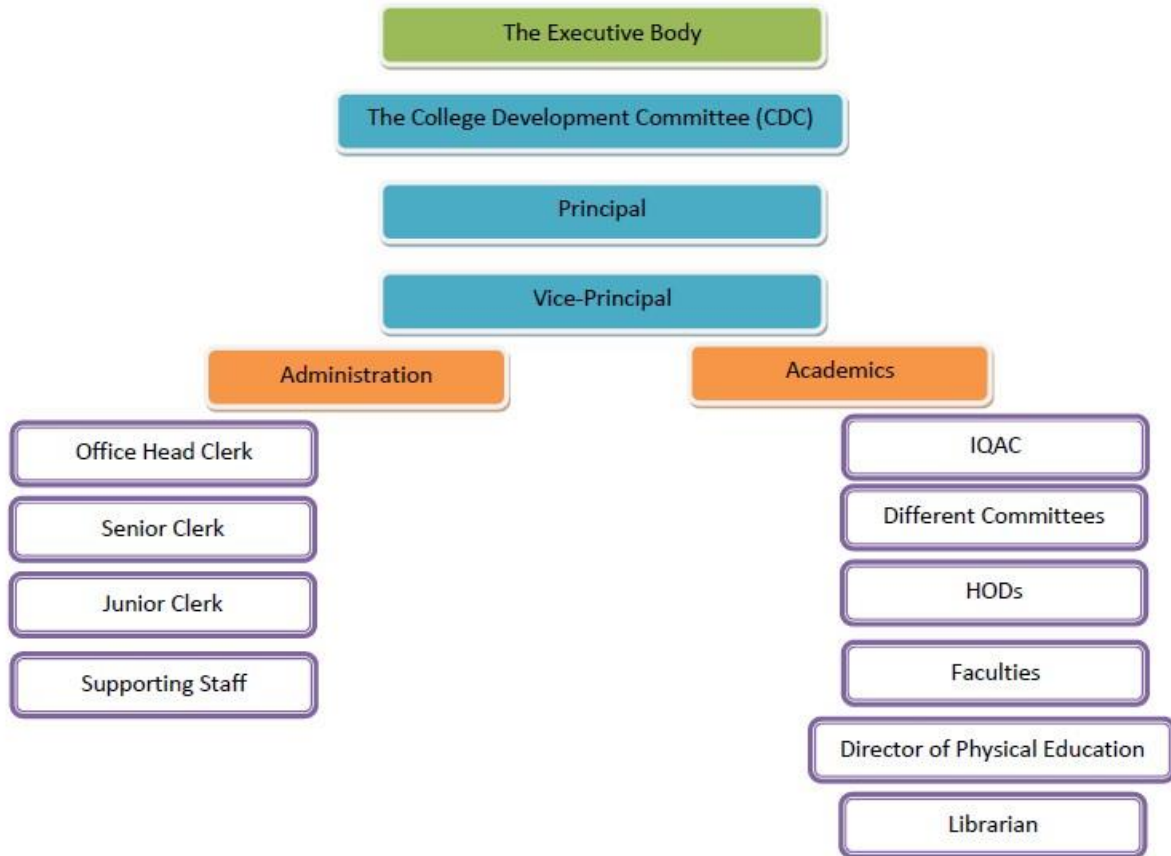 The Executive Body
The College Development Committee (CDC)
Principal
Vice-Principal
Administration
Academics
Office Head Clerk
Senior Clerk
Junior Clerk
Supporting Staff
IQAC
Different Committees
HODs
Faculties
Director of Physical Education
Librarian